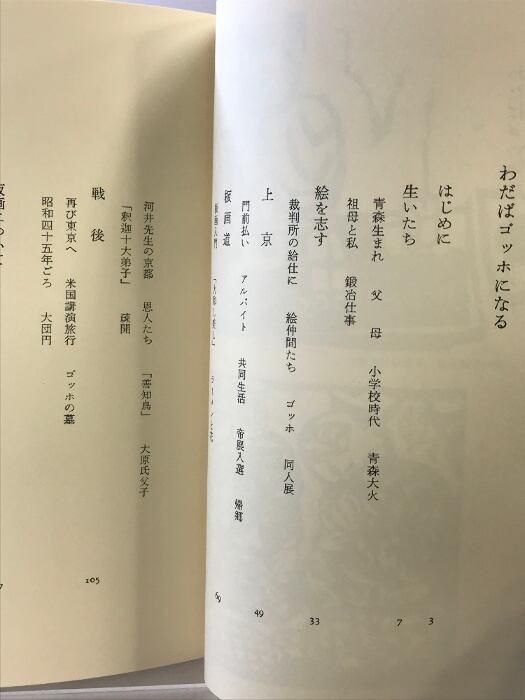 わだばゴッホになる
はじめに 3
生いたち 7
青森生まれ 父 母 小学校時代 青森大火
祖母と私 鍛冶仕事
絵を志す 33
裁判所の給仕に 絵仲間たち ゴッホ 同人展
上京 49
門前払い アルバイト 共同生活 帝展入選 帰郷
板画道 69
河井先生の京都 恩人たち 「善知鳥」 大原氏父子
「釈迦十大弟子」 疎開
戦後 105
再び東京へ 米国講演旅行 ゴッホの墓
昭和四十五年ごろ 大団円